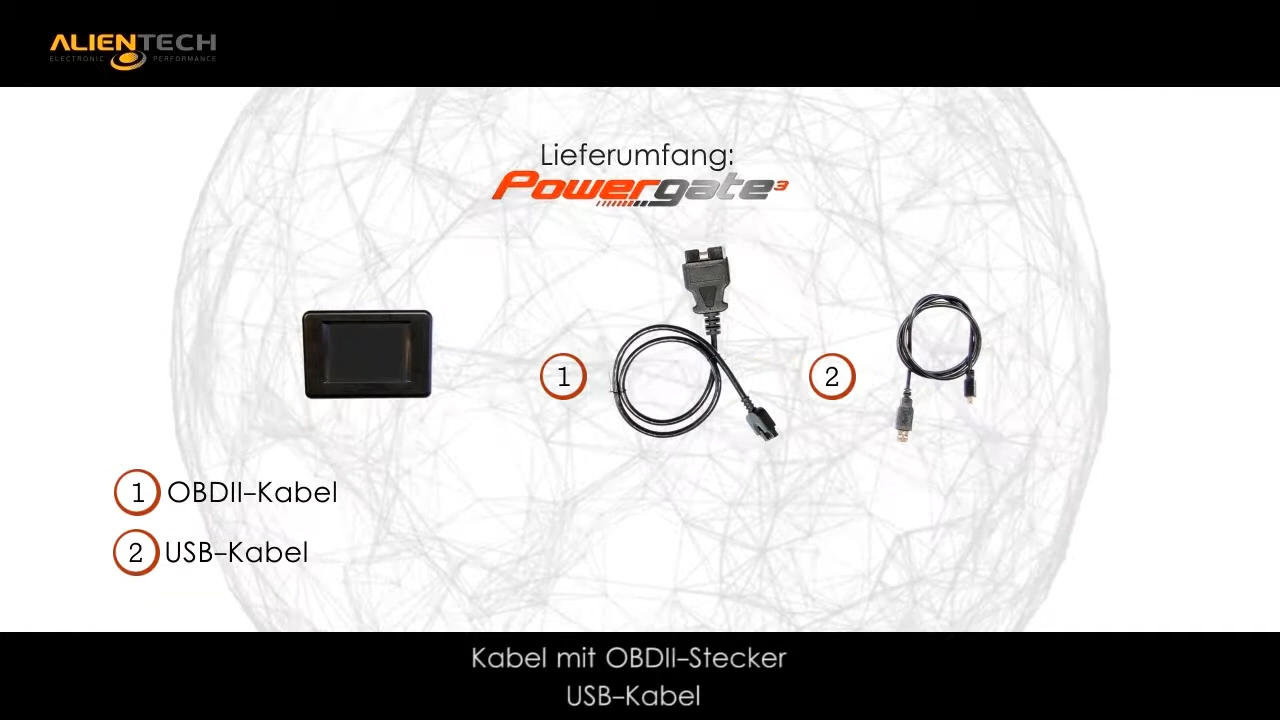 ALIENTECH
ELECTRONIC PERFORMANCE
Lieferumfang:
Powergate³
1
2
1 OBDII-Kabel
2 USB-Kabel
Kabel mit OBDII-Stecker
USB-Kabel